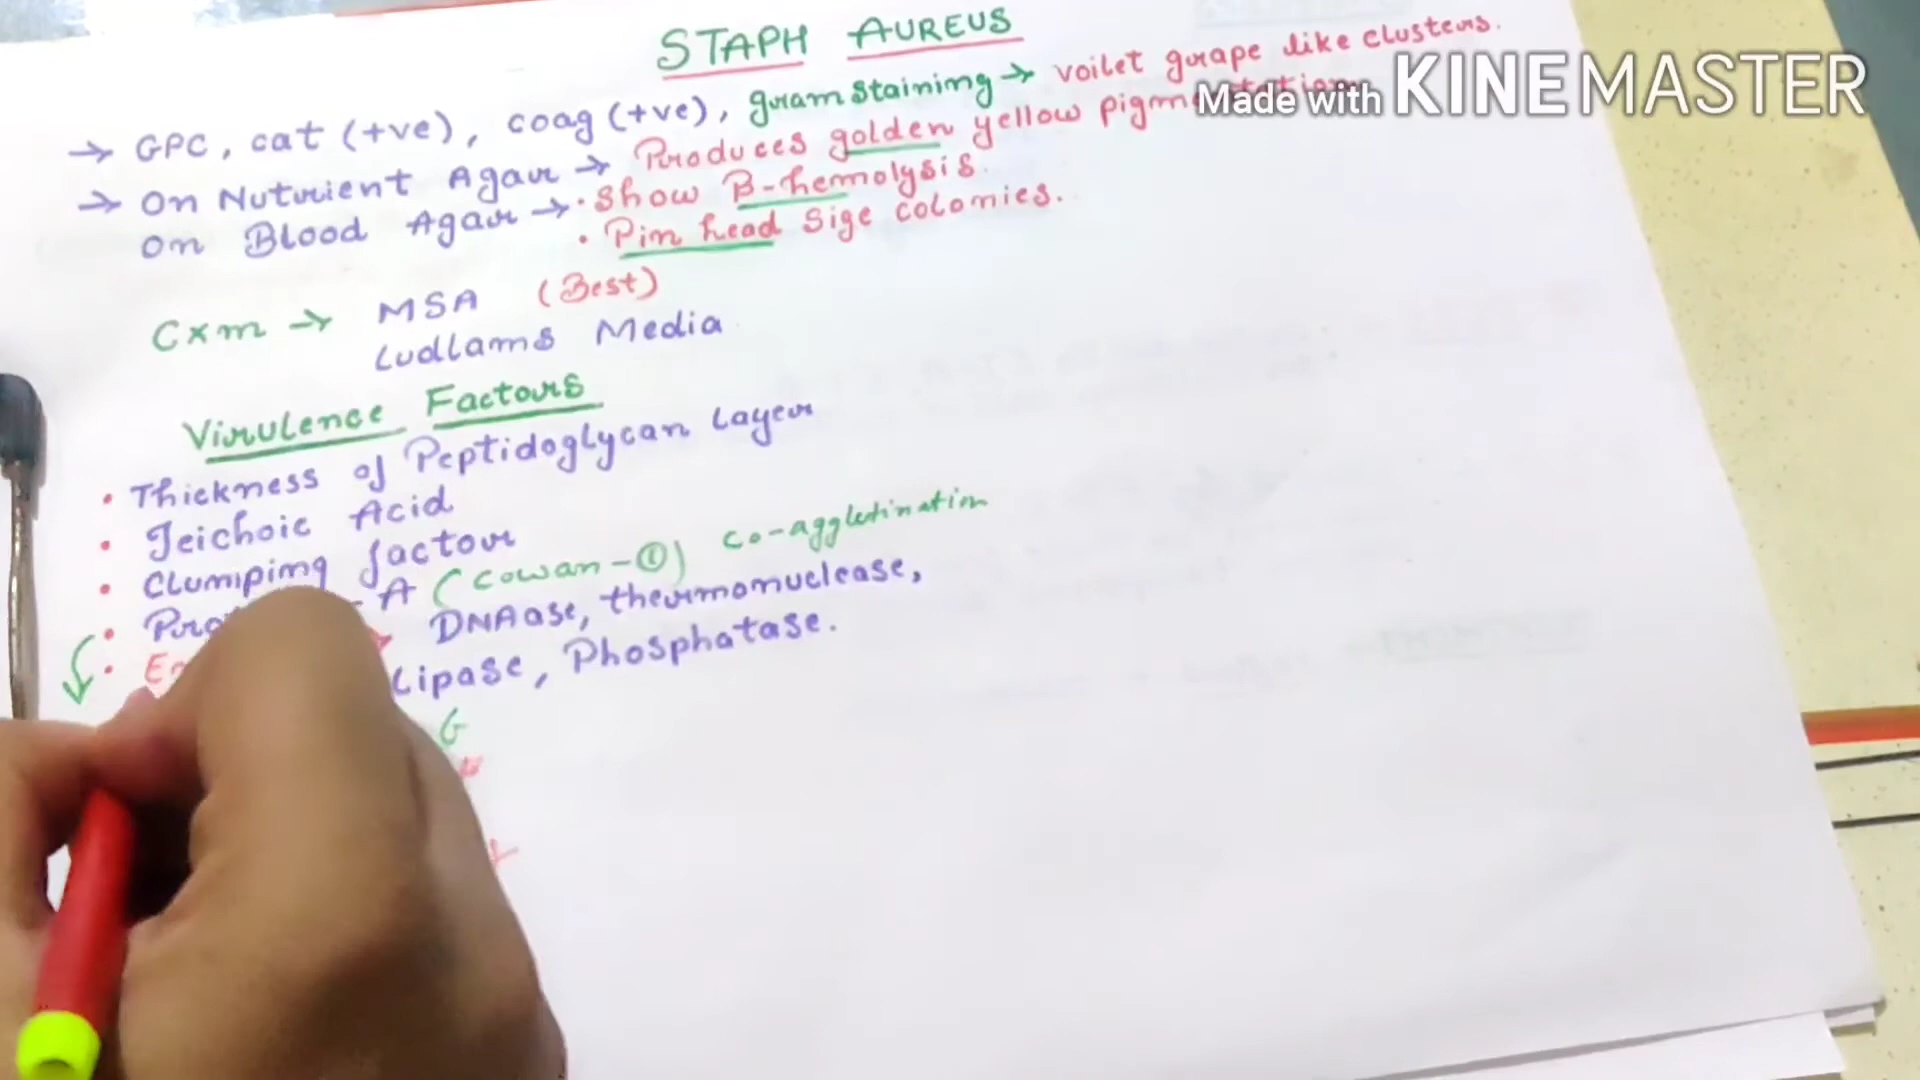 STAPH AUREUS
→ GPC, cat (+ve), coag (+ve), gram staining → voilet grape like clusters.
Made with KINEMASTER
→ On Nutrient Agar → Produces golden yellow
On Blood Agar → • Show B-hemolysis.
• Pin head size colonies.
Cxm → MSA (Best)
Ludlams Media
Virulence Factors
• Thickness of Peptidoglycan Layer
• Teichoic Acid
• Clumping factor
A (Cowan-①) co-aggletination
DNAase, thermonuclease,
Lipase, Phosphatase.